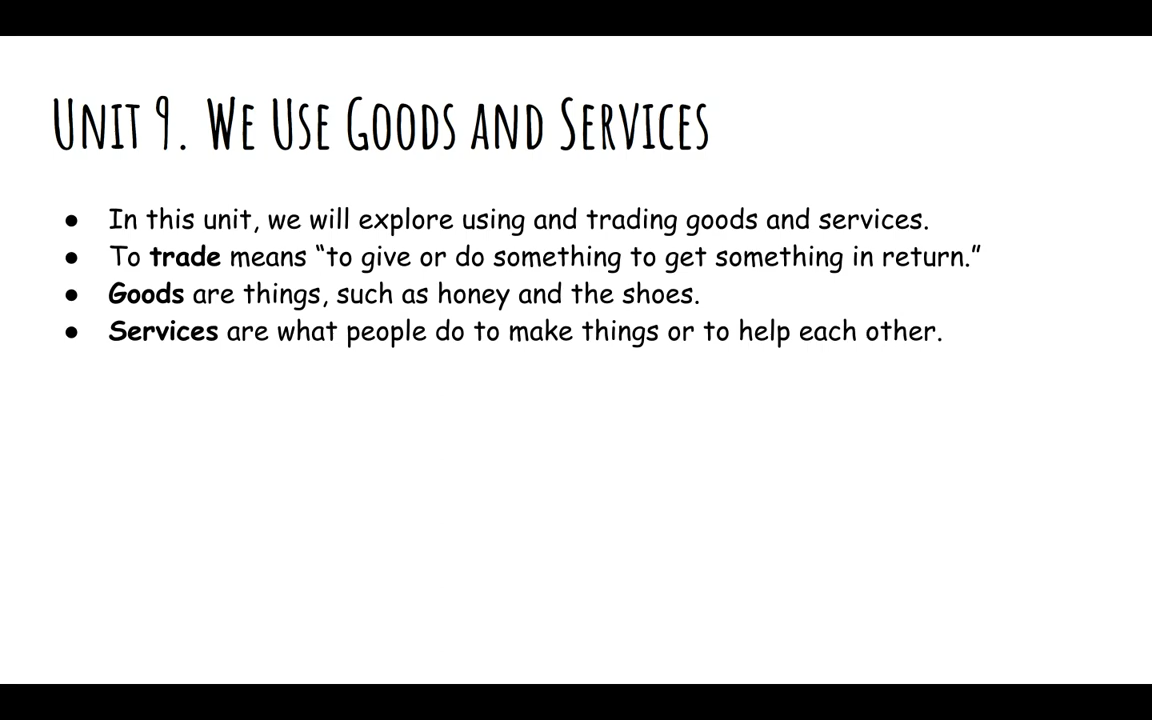 Unit 9. We Use Goods and Services
● In this unit, we will explore using and trading goods and services.
● To trade means “to give or do something to get something in return.”
● Goods are things, such as honey and the shoes.
● Services are what people do to make things or to help each other.